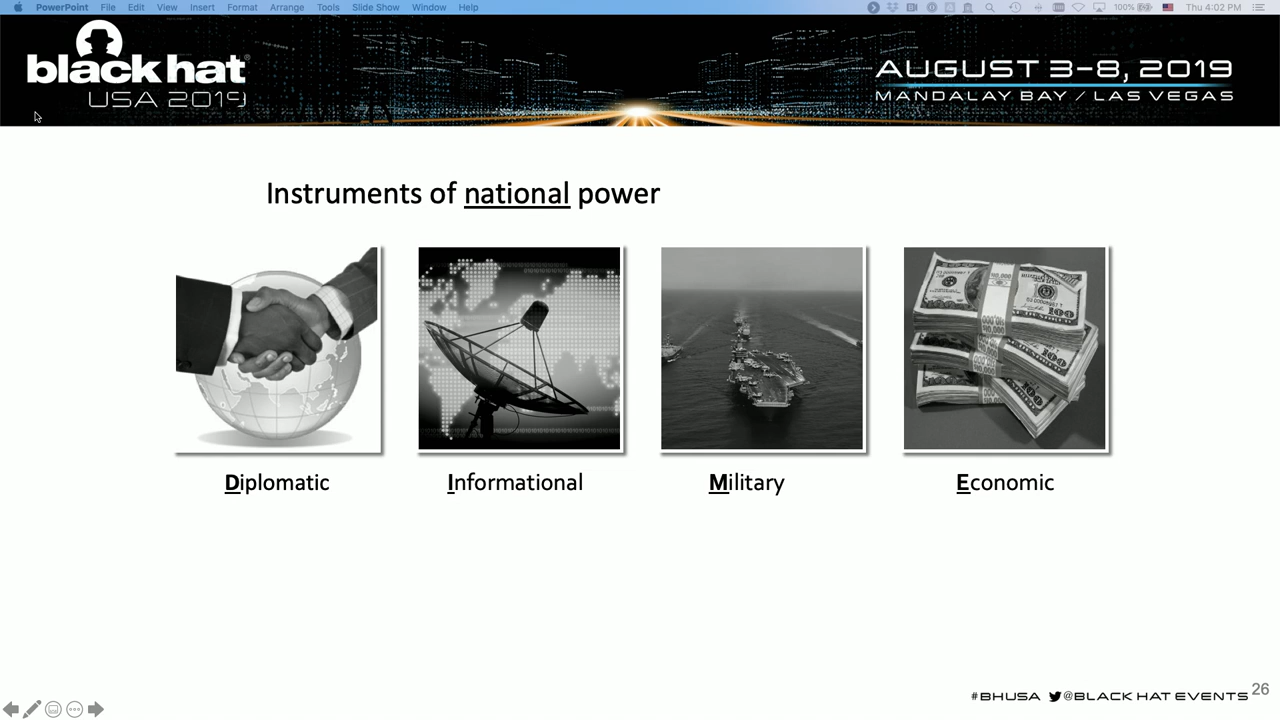 PowerPoint File Edit View Insert Format Arrange Tools Slide Show Window Help 100% Thu 4:02 PM
black hat®
USA 2019
AUGUST 3-8, 2019
MANDALAY BAY / LAS VEGAS
Instruments of national power
Diplomatic Informational Military Economic
#BHUSA @BLACK HAT EVENTS 26